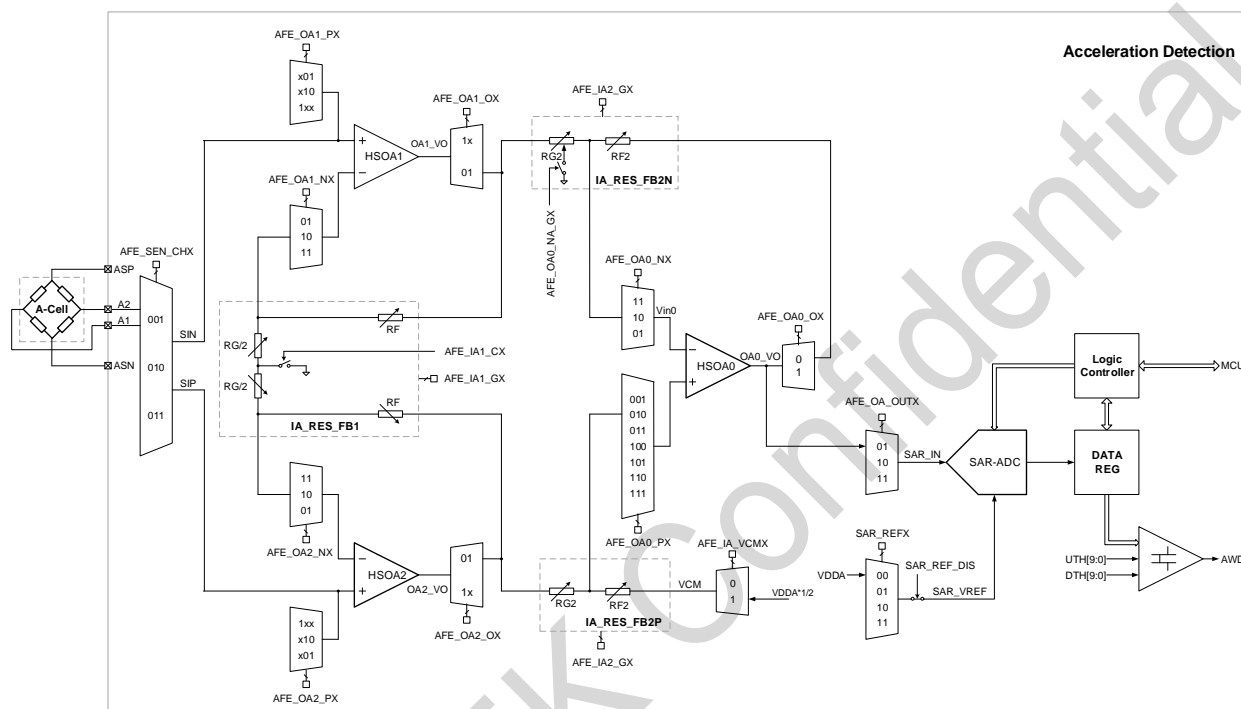 Acceleration Detection
AFE_OA1_PX
x01
x10
1xx
AFE_OA1_OX
1x
01
OA1_VO
HSOA1
+
−
AFE_OA1_NX
01
10
11
AFE_IA2_GX
RG2
RF2
IA_RES_FB2N
AFE_OA0_NA_GX
AFE_SEN_CHX
ASP
A2
A1
ASN
A-Cell
001
010
011
SIN
SIP
RF
RG/2
RG/2
AFE_IA1_CX
AFE_IA1_GX
RF
IA_RES_FB1
AFE_OA0_NX
11
10
01
Vin0
−
+
HSOA0
OA0_VO
AFE_OA0_OX
0
1
001
010
011
100
101
110
111
AFE_OA0_PX
AFE_OA_OUTX
01
10
11
SAR_IN
SAR-ADC
Logic
Controller
MCU
DATA
REG
UTH[9:0]
DTH[9:0]
AWD
11
10
01
AFE_OA2_NX
−
+
HSOA2
OA2_VO
01
1x
AFE_OA2_OX
1xx
x10
x01
AFE_OA2_PX
RG2
RF2
IA_RES_FB2P
AFE_IA2_GX
VCM
AFE_IA_VCMX
0
1
VDDA*1/2
VDDA
SAR_REFX
00
01
10
11
SAR_REF_DIS
SAR_VREF
K Confidential